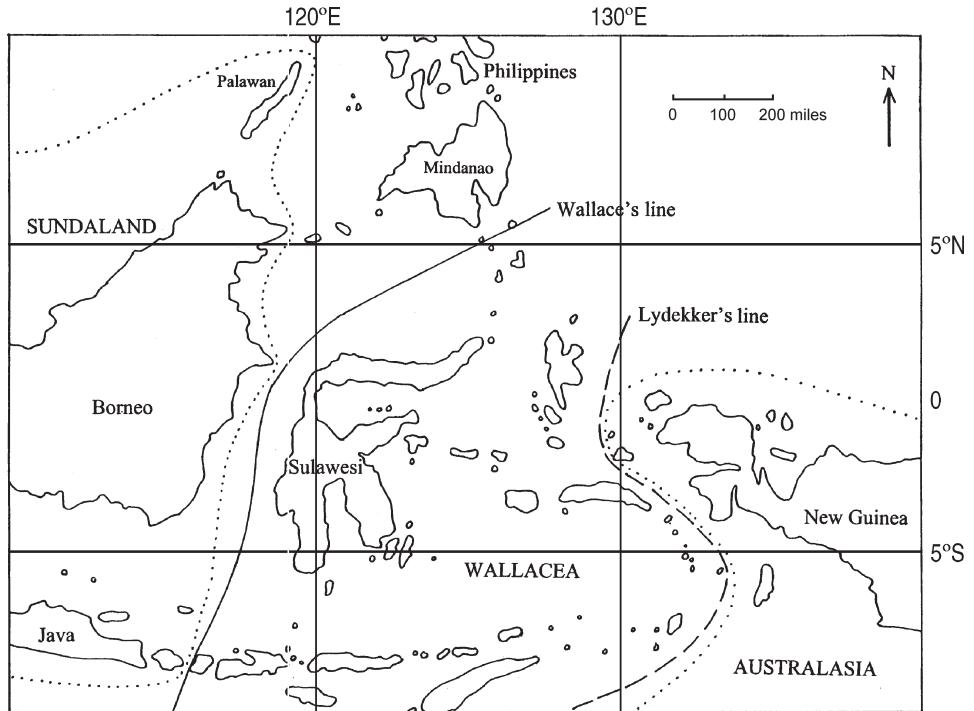 120ºE 130ºE
Palawan
Philippines
N
0 100 200 miles
Mindanao
Wallace's line
SUNDALAND
5ºN
Lydekker's line
Borneo
0
Sulawesi
New Guinea
5ºS
WALLACEA
Java
AUSTRALASIA